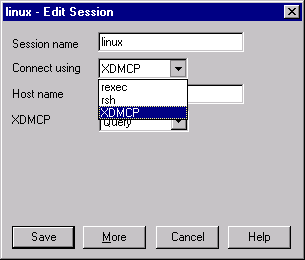 linux - Edit Session
Session name linux
Connect using XDMCP
rexec
Host name
rsh
XDMCP
XDMCP Query
Save More Cancel Help